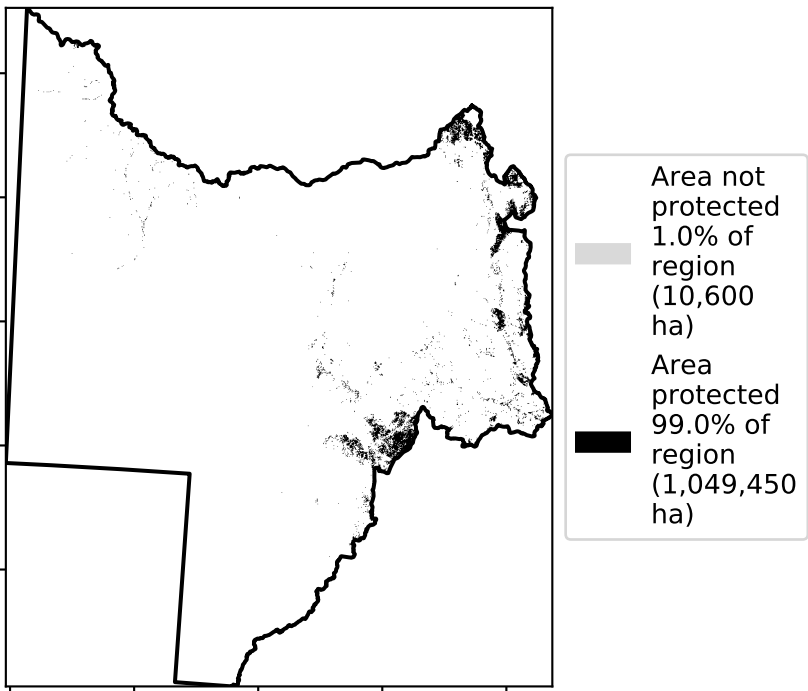 Area not
protected
1.0% of
region
(10,600
ha)
Area
protected
99.0% of
region
(1,049,450
ha)